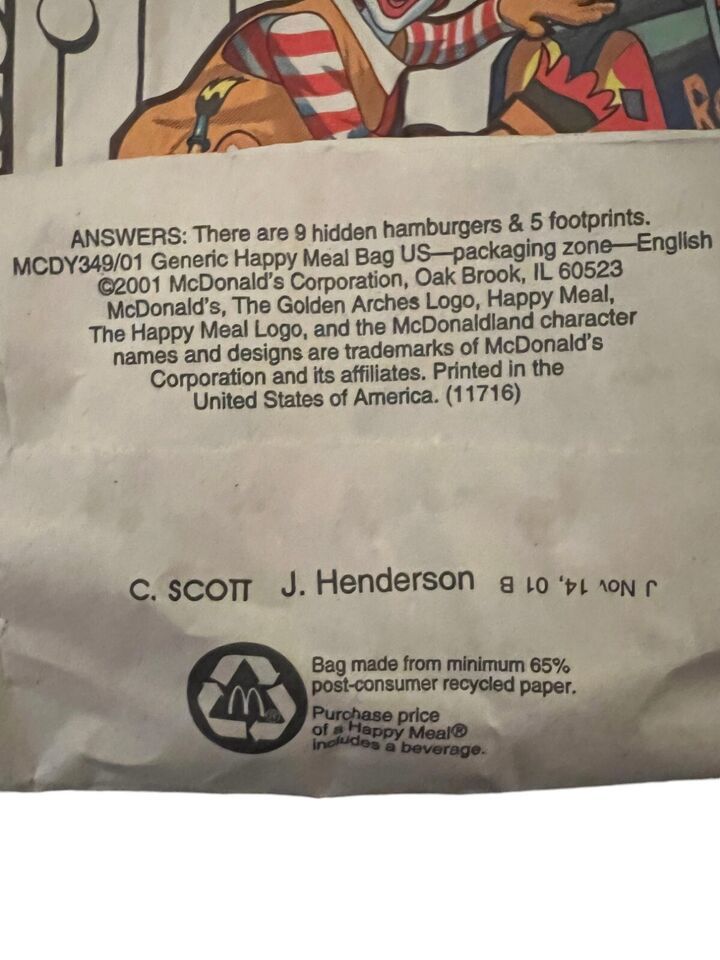 ANSWERS: There are 9 hidden hamburgers & 5 footprints.
MCDY349/01 Generic Happy Meal Bag US—packaging zone—English
©2001 McDonald's Corporation, Oak Brook, IL 60523
McDonald's, The Golden Arches Logo, Happy Meal,
The Happy Meal Logo, and the McDonaldland character
names and designs are trademarks of McDonald's
Corporation and its affiliates. Printed in the
United States of America. (11716)
C. SCOTT J. Henderson J Nov 14, 01 B
Bag made from minimum 65%
post-consumer recycled paper.
Purchase price
of a Happy Meal®
includes a beverage.